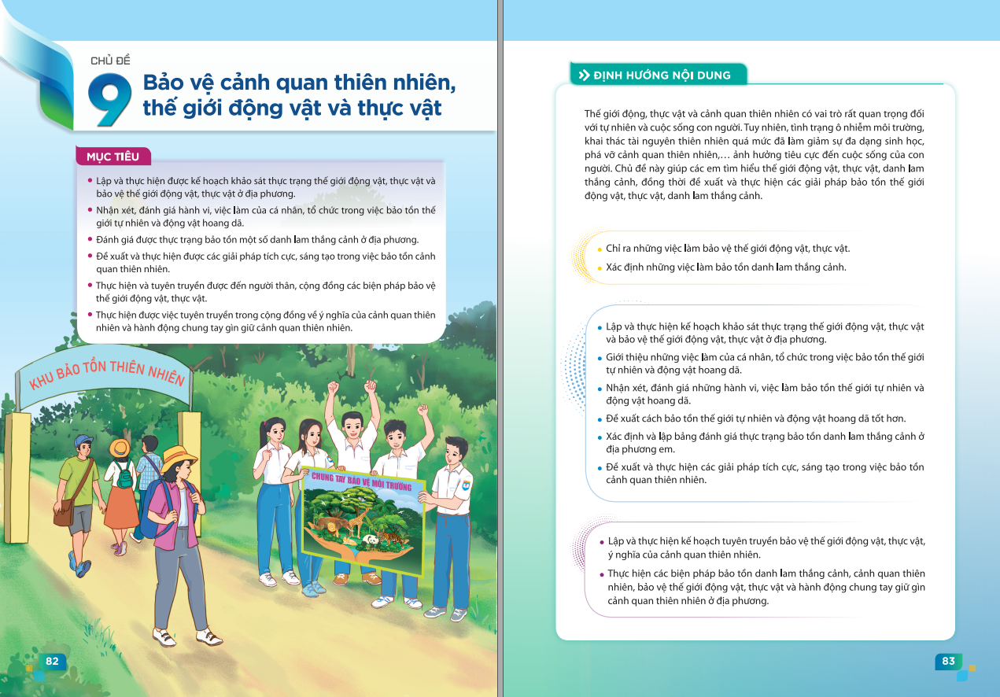 CHỦ ĐỀ
9
Bảo vệ cảnh quan thiên nhiên,
thế giới động vật và thực vật
MỤC TIÊU
• Lập và thực hiện được kế hoạch khảo sát thực trạng thế giới động vật, thực vật và
bảo vệ thế giới động vật, thực vật ở địa phương.
• Nhận xét, đánh giá hành vi, việc làm của cá nhân, tổ chức trong việc bảo tồn thế
giới tự nhiên và động vật hoang dã.
• Đánh giá được thực trạng bảo tồn một số danh lam thắng cảnh ở địa phương.
• Đề xuất và thực hiện được các giải pháp tích cực, sáng tạo trong việc bảo tồn cảnh
quan thiên nhiên.
• Thực hiện và tuyên truyền được đến người thân, cộng đồng các biện pháp bảo vệ
thế giới động vật, thực vật.
• Thực hiện được việc tuyên truyền trong cộng đồng về ý nghĩa của cảnh quan thiên
nhiên và hành động chung tay gìn giữ cảnh quan thiên nhiên.
KHU BẢO TỒN THIÊN NHIÊN
CHUNG TAY BẢO VỆ MÔI TRƯỜNG
82
ĐỊNH HƯỚNG NỘI DUNG
Thế giới động, thực vật và cảnh quan thiên nhiên có vai trò rất quan trọng đối
với tự nhiên và cuộc sống con người. Tuy nhiên, tình trạng ô nhiễm môi trường,
khai thác tài nguyên thiên nhiên quá mức đã làm giảm sự đa dạng sinh học,
phá vỡ cảnh quan thiên nhiên,… ảnh hưởng tiêu cực đến cuộc sống của con
người. Chủ đề này giúp các em tìm hiểu thế giới động vật, thực vật, danh lam
thắng cảnh, đồng thời đề xuất và thực hiện các giải pháp bảo tồn thế giới
động vật, thực vật, danh lam thắng cảnh.
• Chỉ ra những việc làm bảo vệ thế giới động vật, thực vật.
• Xác định những việc làm bảo tồn danh lam thắng cảnh.
• Lập và thực hiện kế hoạch khảo sát thực trạng thế giới động vật, thực vật
và bảo vệ thế giới động vật, thực vật ở địa phương.
• Giới thiệu những việc làm của cá nhân, tổ chức trong việc bảo tồn thế giới
tự nhiên và động vật hoang dã.
• Nhận xét, đánh giá những hành vi, việc làm bảo tồn thế giới tự nhiên và
động vật hoang dã.
• Đề xuất cách bảo tồn thế giới tự nhiên và động vật hoang dã tốt hơn.
• Xác định và lập bảng đánh giá thực trạng bảo tồn danh lam thắng cảnh ở
địa phương em.
• Đề xuất và thực hiện các giải pháp tích cực, sáng tạo trong việc bảo tồn
cảnh quan thiên nhiên.
• Lập và thực hiện kế hoạch tuyên truyền bảo vệ thế giới động vật, thực vật,
ý nghĩa của cảnh quan thiên nhiên.
• Thực hiện các biện pháp bảo tồn danh lam thắng cảnh, cảnh quan thiên
nhiên, bảo vệ thế giới động vật, thực vật và hành động chung tay giữ gìn
cảnh quan thiên nhiên ở địa phương.
83